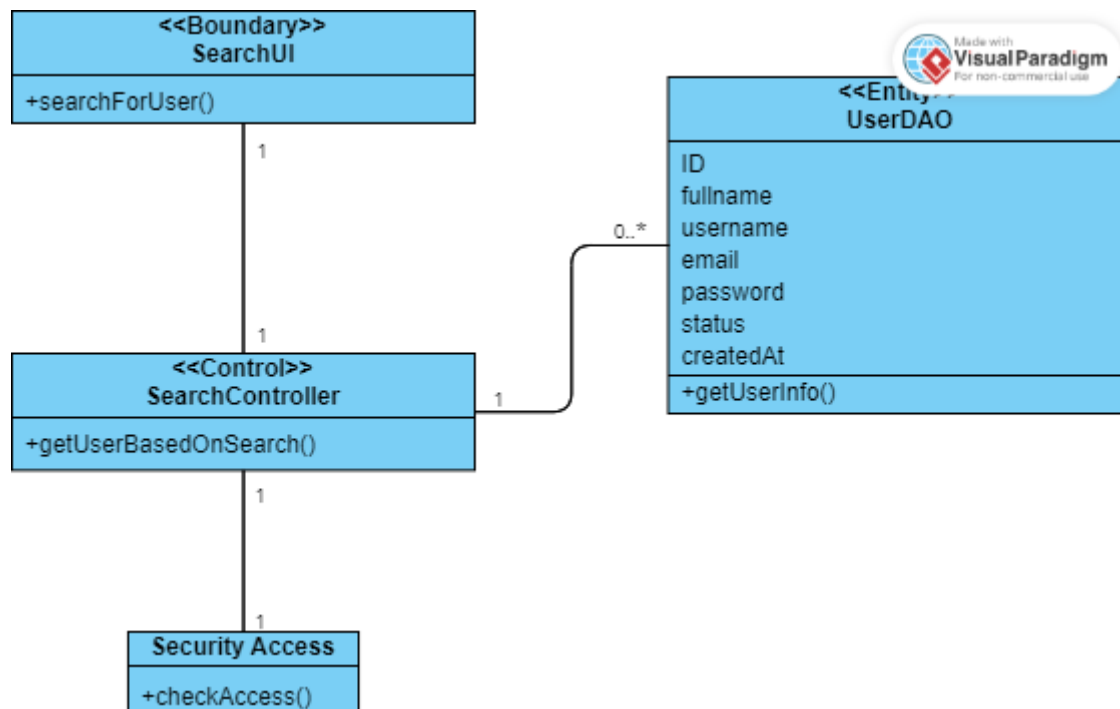 <<Boundary>>
SearchUI
+searchForUser()
1
1
<<Control>>
SearchController
+getUserBasedOnSearch()
1
0..*
1
1
Security Access
+checkAccess()
Made with
Visual Paradigm
For non-commercial use
<<Entity>>
UserDAO
ID
fullname
username
email
password
status
createdAt
+getUserInfo()